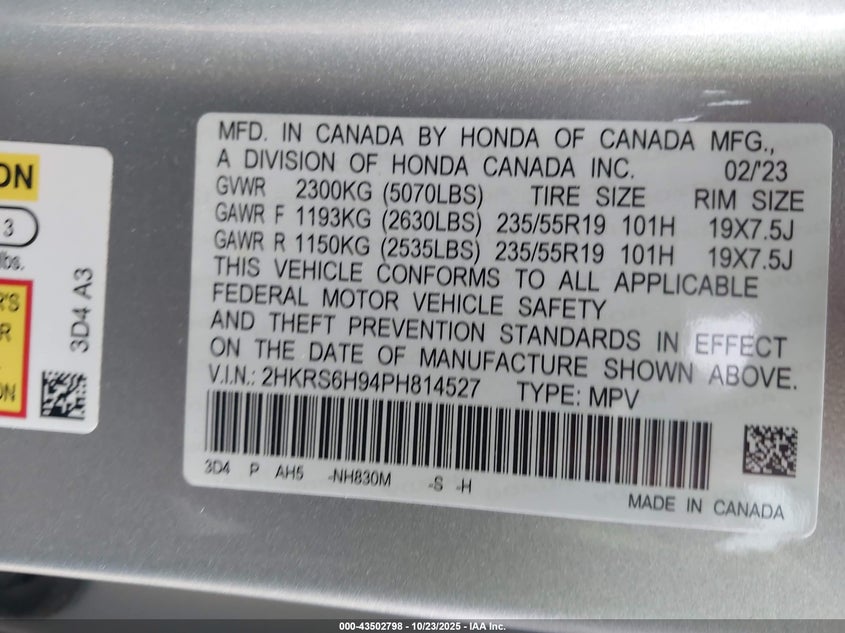 ON
3
lbs.
R'S
R
ON
3D4 A3
MFD. IN CANADA BY HONDA OF CANADA MFG.,
A DIVISION OF HONDA CANADA INC. 02/'23
GVWR 2300KG (5070LBS) TIRE SIZE RIM SIZE
GAWR F 1193KG (2630LBS) 235/55R19 101H 19X7.5J
GAWR R 1150KG (2535LBS) 235/55R19 101H 19X7.5J
THIS VEHICLE CONFORMS TO ALL APPLICABLE
FEDERAL MOTOR VEHICLE SAFETY
AND THEFT PREVENTION STANDARDS IN EFFECT
ON THE DATE OF MANUFACTURE SHOWN ABOVE.
V.I.N.: 2HKRS6H94PH814527 TYPE: MPV
3D4 P AH5 -NH830M -S -H
MADE IN CANADA
000-43502798 - 10/23/2025 - IAA Inc.